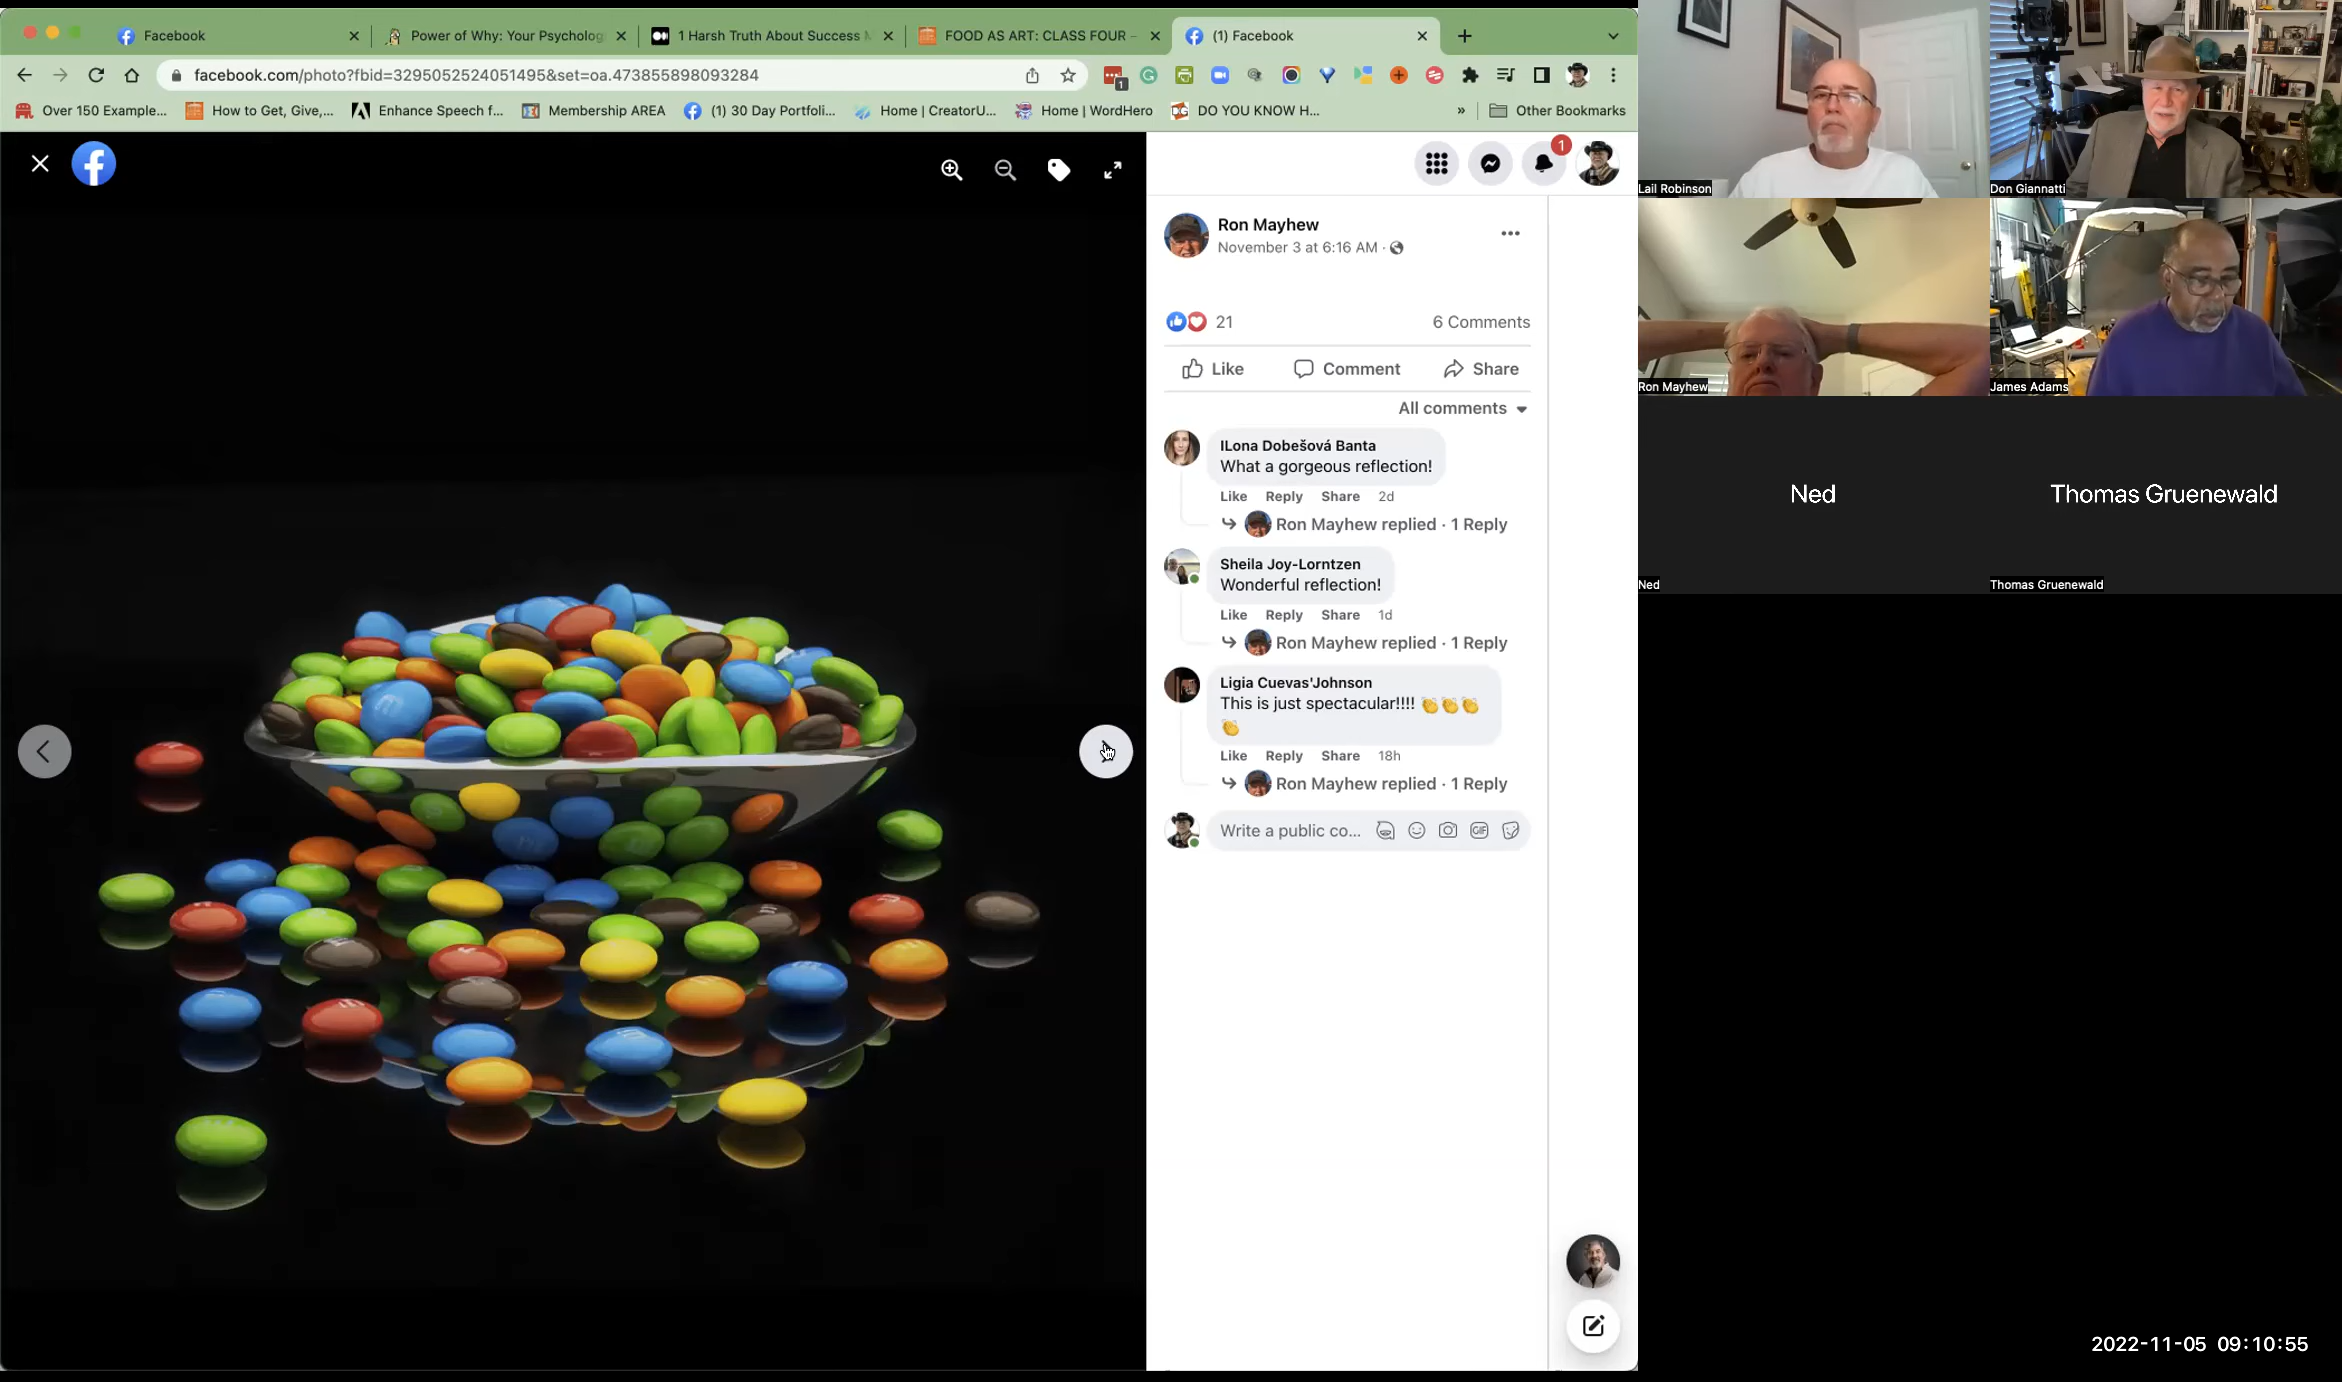 Facebook
Power of Why: Your Psycholog
1 Harsh Truth About Success M
FOOD AS ART: CLASS FOUR –
(1) Facebook
facebook.com/photo?fbid=3295052524051495&set=oa.473855898093284
1
Over 150 Example...
How to Get, Give,...
Enhance Speech f...
Membership AREA
(1) 30 Day Portfoli...
Home | CreatorU...
Home | WordHero
DO YOU KNOW H...
»
Other Bookmarks
1
Ron Mayhew
November 3 at 6:16 AM ·
21
6 Comments
Like
Comment
Share
All comments
ILona Dobešová Banta
What a gorgeous reflection!
Like Reply Share 2d
Ron Mayhew replied · 1 Reply
Sheila Joy-Lorntzen
Wonderful reflection!
Like Reply Share 1d
Ron Mayhew replied · 1 Reply
Ligia Cuevas'Johnson
This is just spectacular!!!! 👏👏👏
👏
Like Reply Share 18h
Ron Mayhew replied · 1 Reply
Write a public co...
GIF
Lail Robinson
Don Giannatti
Ron Mayhew
James Adams
Ned
Thomas Gruenewald
Ned
Thomas Gruenewald
2022-11-05 09:10:55